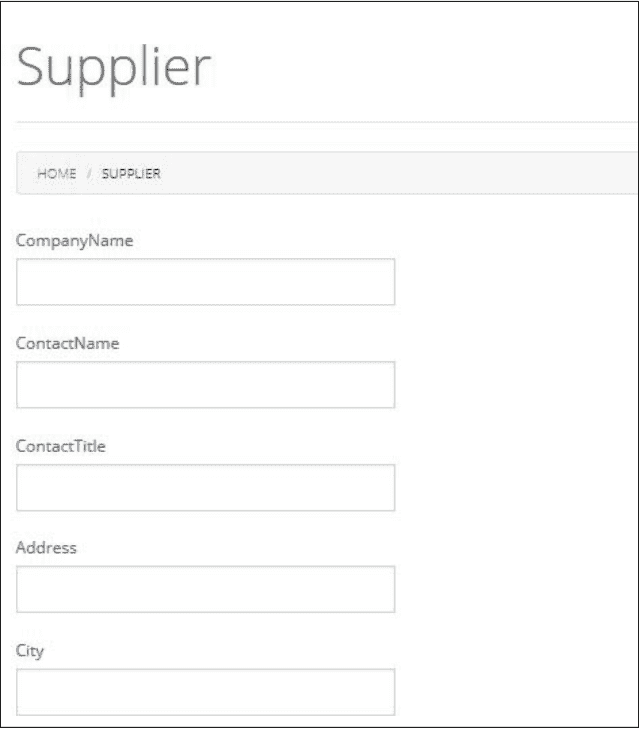 Supplier
HOME / SUPPLIER
CompanyName
ContactName
ContactTitle
Address
City